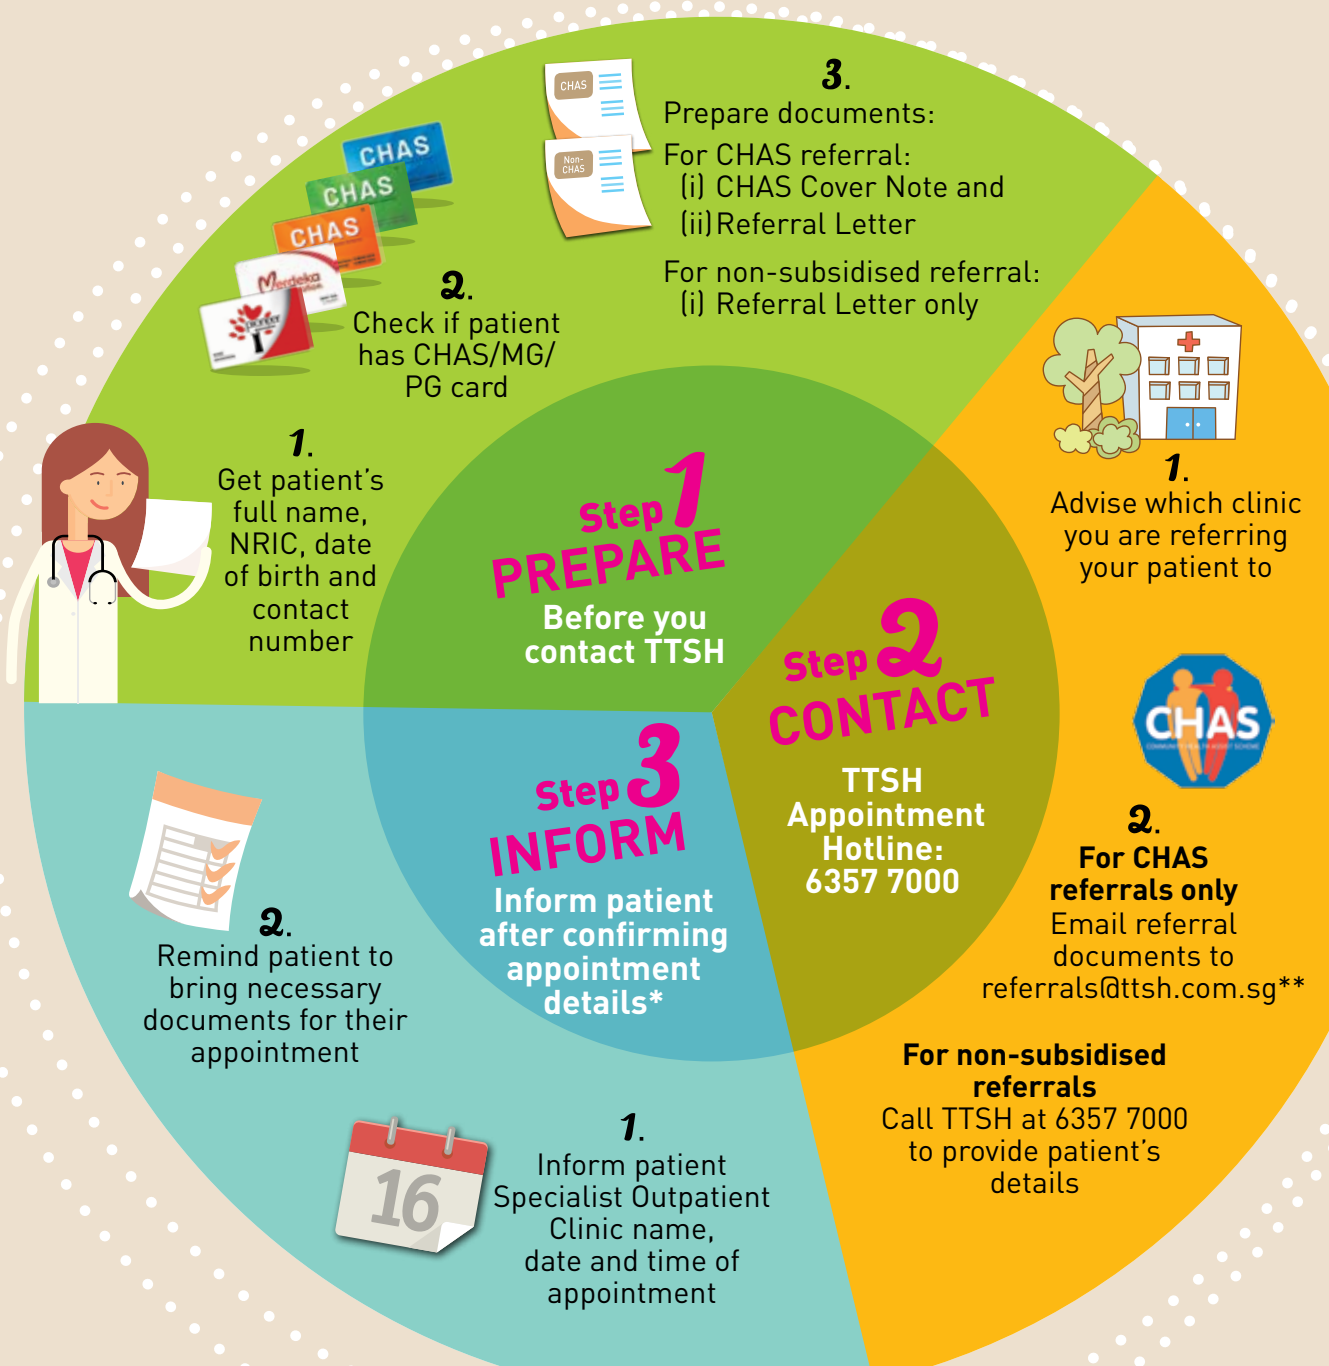 Step 1
PREPARE
Before you
contact TTSH
1.
Get patient's
full name,
NRIC, date
of birth and
contact
number
2.
Check if patient
has CHAS/MG/
PG card
CHAS
CHAS
CHAS
Merdeka
pioneer
3.
Prepare documents:
For CHAS referral:
(i) CHAS Cover Note and
(ii) Referral Letter
For non-subsidised referral:
(i) Referral Letter only
CHAS
Non-
CHAS
Step 2
CONTACT
TTSH
Appointment
Hotline:
6357 7000
1.
Advise which clinic
you are referring
your patient to
CHAS
COMMUNITY HEALTH ASSIST SCHEME
2.
For CHAS
referrals only
Email referral
documents to
referrals@ttsh.com.sg**
For non-subsidised
referrals
Call TTSH at 6357 7000
to provide patient's
details
Step 3
INFORM
Inform patient
after confirming
appointment
details*
1.
Inform patient
Specialist Outpatient
Clinic name,
date and time of
appointment
16
2.
Remind patient to
bring necessary
documents for their
appointment